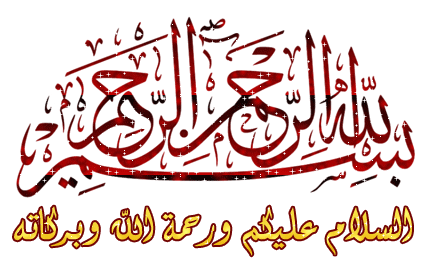 بسم الله الرحمن الرحيم
السلام عليكم ورحمة الله وبركاته